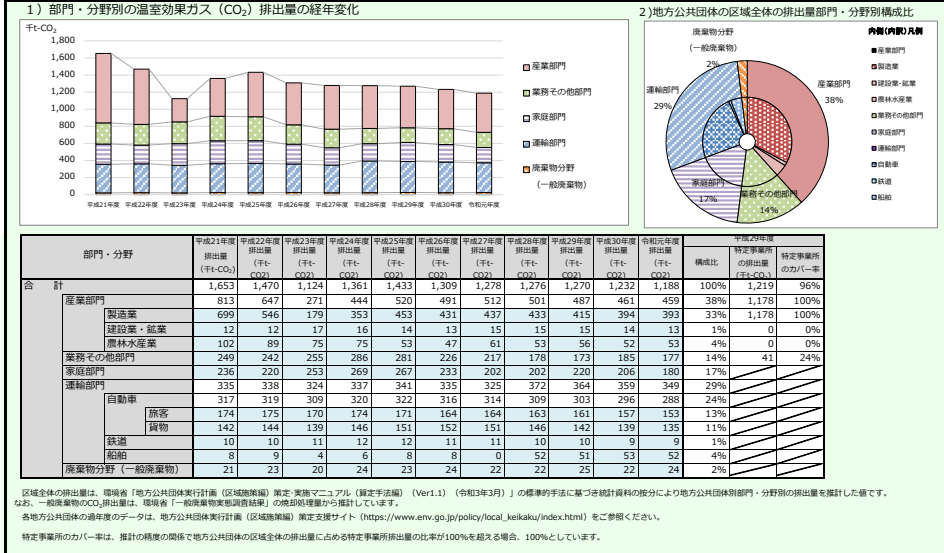 1）部門・分野別の温室効果ガス（CO2）排出量の経年変化
千t-CO2
1,800
1,600
1,400
1,200
1,000
800
600
400
200
0
平成21年度 平成22年度 平成23年度 平成24年度 平成25年度 平成26年度 平成27年度 平成28年度 平成29年度 平成30年度 令和元年度
産業部門
業務その他部門
家庭部門
運輸部門
廃棄物分野
（一般廃棄物）
2)地方公共団体の区域全体の排出量部門・分野別構成比
廃棄物分野
（一般廃棄物）
2%
運輸部門
29%
産業部門
38%
家庭部門
17%
業務その他部門
14%
内側(内訳)凡例
産業部門
製造業
建設業・鉱業
農林水産業
業務その他部門
家庭部門
運輸部門
自動車
鉄道
船舶
部門・分野 平成21年度 排出量 （千t-CO2） 平成22年度 排出量 （千t-CO2） 平成23年度 排出量 （千t-CO2） 平成24年度 排出量 （千t-CO2） 平成25年度 排出量 （千t-CO2） 平成26年度 排出量 （千t-CO2） 平成27年度 排出量 （千t-CO2） 平成28年度 排出量 （千t-CO2） 平成29年度 排出量 （千t-CO2） 平成30年度 排出量 （千t-CO2） 令和元年度 排出量 （千t-CO2） 平成29年度 構成比 特定事業所の排出量 （千t-CO2） 特定事業所のカバー率
合 計 1,653 1,470 1,124 1,361 1,433 1,309 1,278 1,276 1,270 1,232 1,188 100% 1,219 96%
産業部門 813 647 271 444 520 491 512 501 487 461 459 38% 1,178 100%
製造業 699 546 179 353 453 431 437 433 415 394 393 33% 1,178 100%
建設業・鉱業 12 12 17 16 14 13 15 15 15 14 13 1% 0 0%
農林水産業 102 89 75 75 53 47 61 53 56 52 53 4% 0 0%
業務その他部門 249 242 255 286 281 226 217 178 173 185 177 14% 41 24%
家庭部門 236 220 253 269 267 233 202 202 220 206 180 17%
運輸部門 335 338 324 337 341 335 325 372 364 359 349 29%
自動車 317 319 309 320 322 316 314 309 303 296 288 24%
旅客 174 175 170 174 171 164 164 163 161 157 153 13%
貨物 142 144 139 146 151 152 151 146 142 139 135 11%
鉄道 10 10 11 12 12 11 11 10 10 9 9 1%
船舶 8 9 4 6 8 8 0 52 51 53 52 4%
廃棄物分野（一般廃棄物） 21 23 20 24 23 24 22 22 25 22 24 2%
区域全体の排出量は、環境省「地方公共団体実行計画（区域施策編）策定・実施マニュアル（算定手法編）（Ver1.1）（令和3年3月）」の標準的手法に基づき統計資料の按分により地方公共団体別部門・分野別の排出量を推計した値です。
なお、一般廃棄物のCO2排出量は、環境省「一般廃棄物実態調査結果」の焼却処理量から推計しています。
各地方公共団体の過年度のデータは、地方公共団体実行計画（区域施策編）策定支援サイト（https://www.env.go.jp/policy/local_keikaku/index.html）をご参照ください。
特定事業所のカバー率は、推計の精度の関係で地方公共団体の区域全体の排出量に占める特定事業所排出量の比率が100%を超える場合、100%としています。